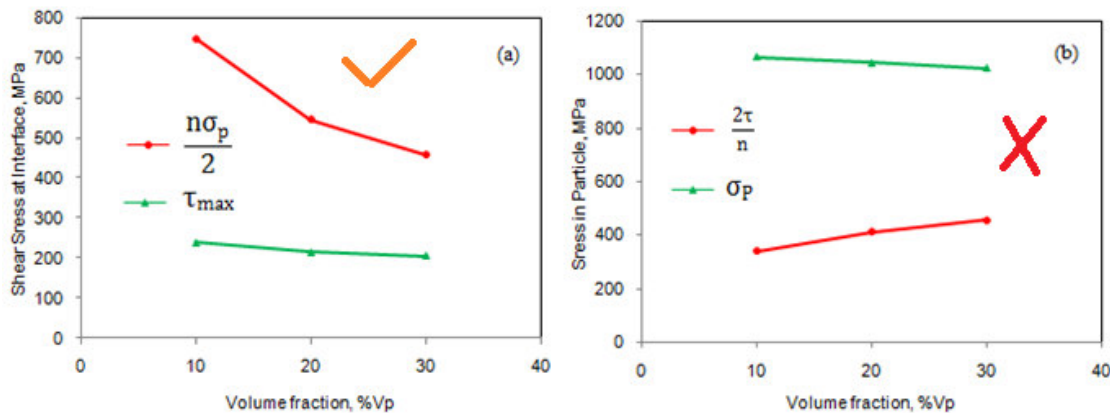 800
700
600
500
400
300
200
100
0
0 10 20 30 40
Shear Sress at Interface, MPa
Volume fraction, %Vp
(a)
nσp
2
τmax
1200
1000
800
600
400
200
0
0 10 20 30 40
Sress in Particle, MPa
Volume fraction, %Vp
(b)
2τ
n
σP